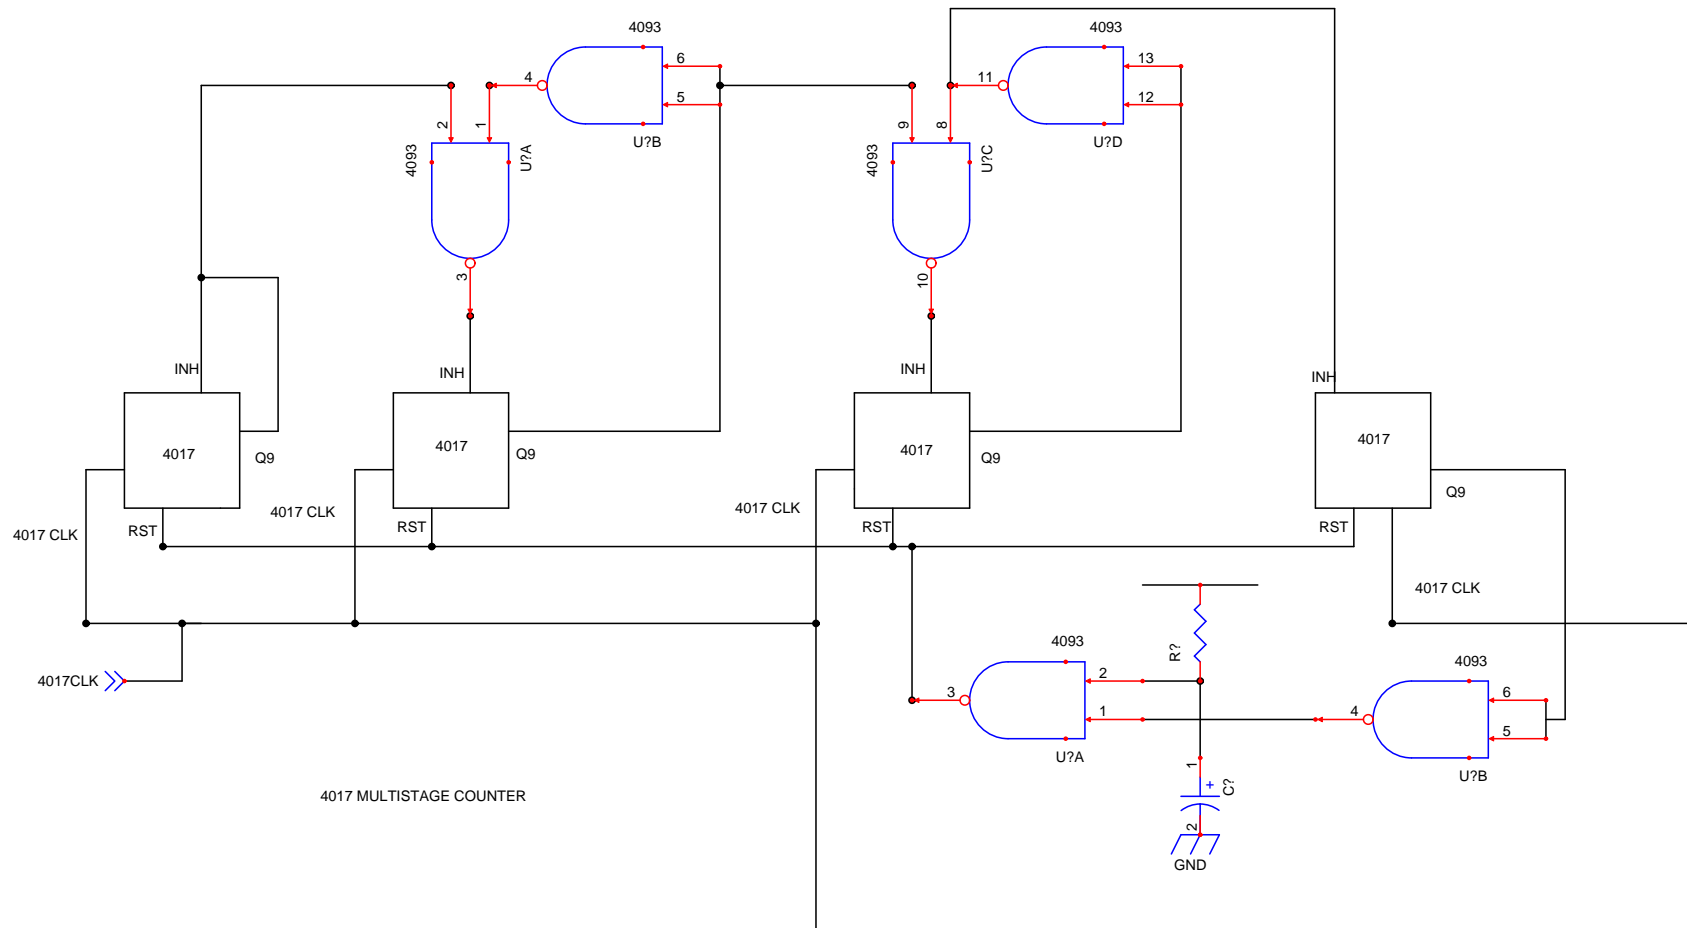 4093
4093
6
5
4
13
12
11
2
1
9
8
U?B
U?D
4093
U?A
4093
U?C
3
10
INH
INH
INH
INH
4017
4017
4017
4017
Q9
Q9
Q9
Q9
4017 CLK
4017 CLK
4017 CLK
RST
RST
RST
RST
4017 CLK
4093
R?
4093
4017CLK
2
3
1
6
4
5
U?A
U?B
1
+
C?
2
GND
4017 MULTISTAGE COUNTER